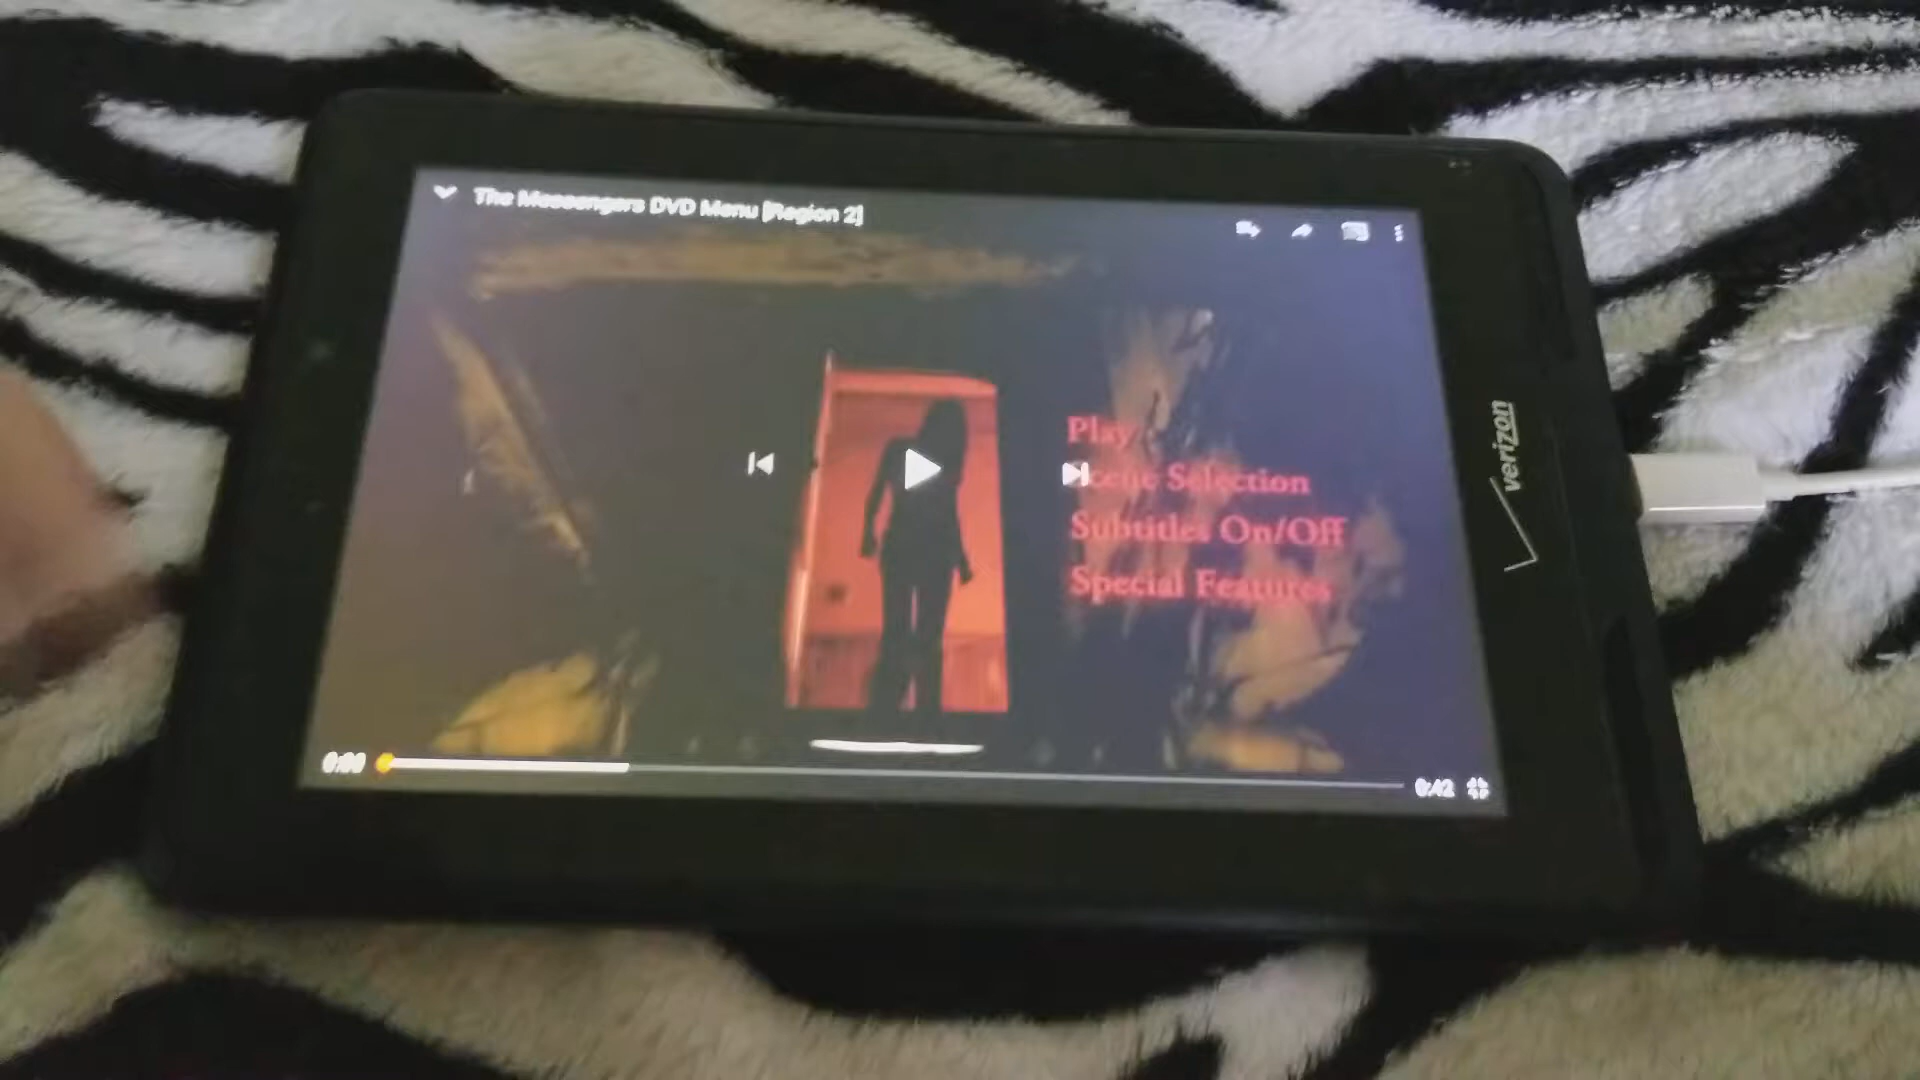 The Messengers DVD Menu [Region 2]
Play
Scene Selection
Subtitles On/Off
Special Features
0:00
0:42
verizon